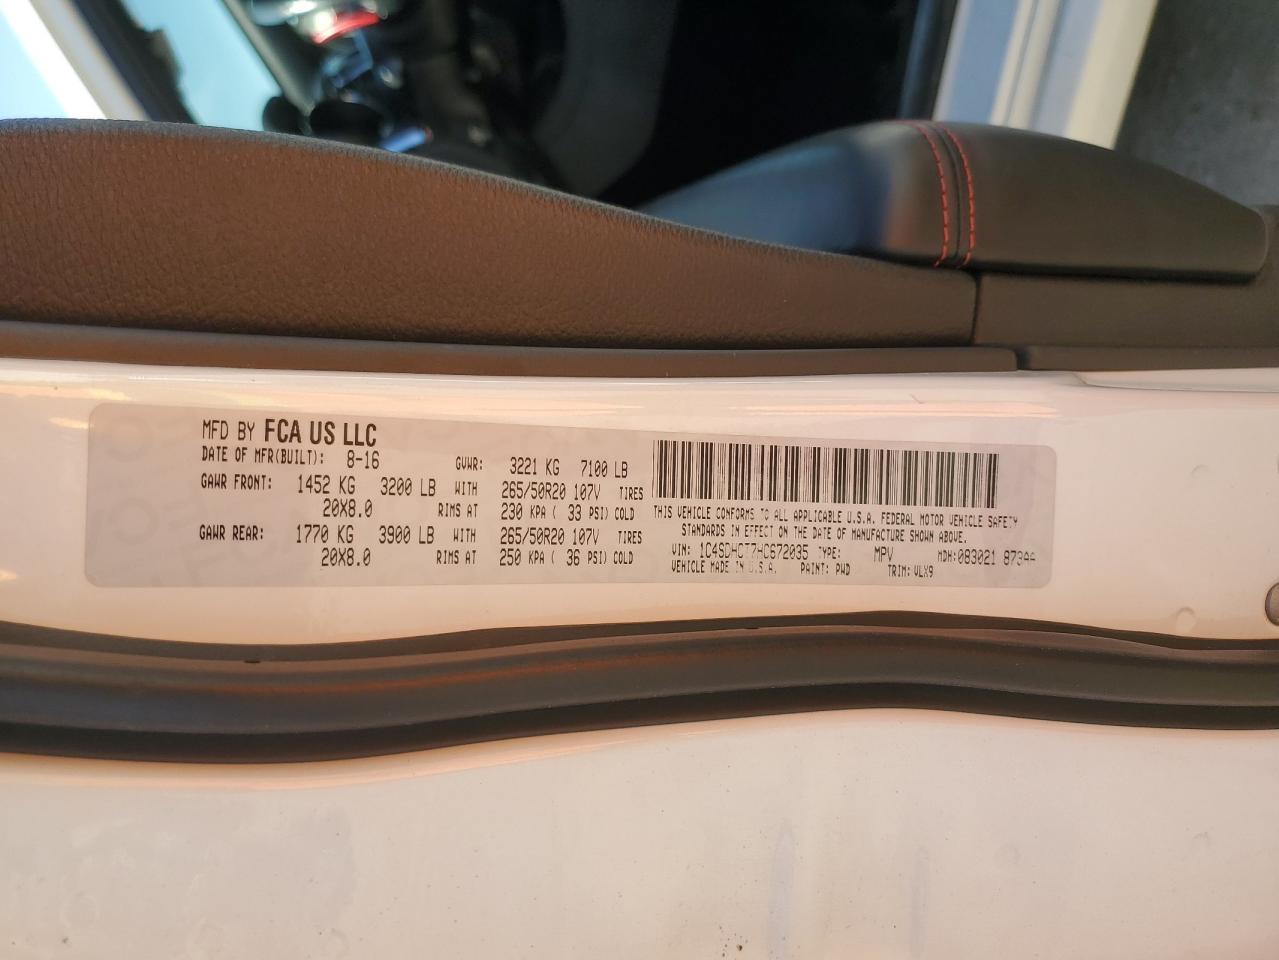 MFD BY FCA US LLC
DATE OF MFR(BUILT): 8-16 GVWR: 3221 KG 7100 LB
GAWR FRONT: 1452 KG 3200 LB WITH 265/50R20 107V TIRES
20X8.0 RIMS AT 230 KPA ( 33 PSI) COLD
GAWR REAR: 1770 KG 3900 LB WITH 265/50R20 107V TIRES
20X8.0 RIMS AT 250 KPA ( 36 PSI) COLD
THIS VEHICLE CONFORMS TO ALL APPLICABLE U.S.A. FEDERAL MOTOR VEHICLE SAFETY
STANDARDS IN EFFECT ON THE DATE OF MANUFACTURE SHOWN ABOVE.
VIN: 1C4SDHCT7HC672035 TYPE: MPV MDH: 083021 873AA
VEHICLE MADE IN U.S.A. PAINT: PWD TRIM: VLX9